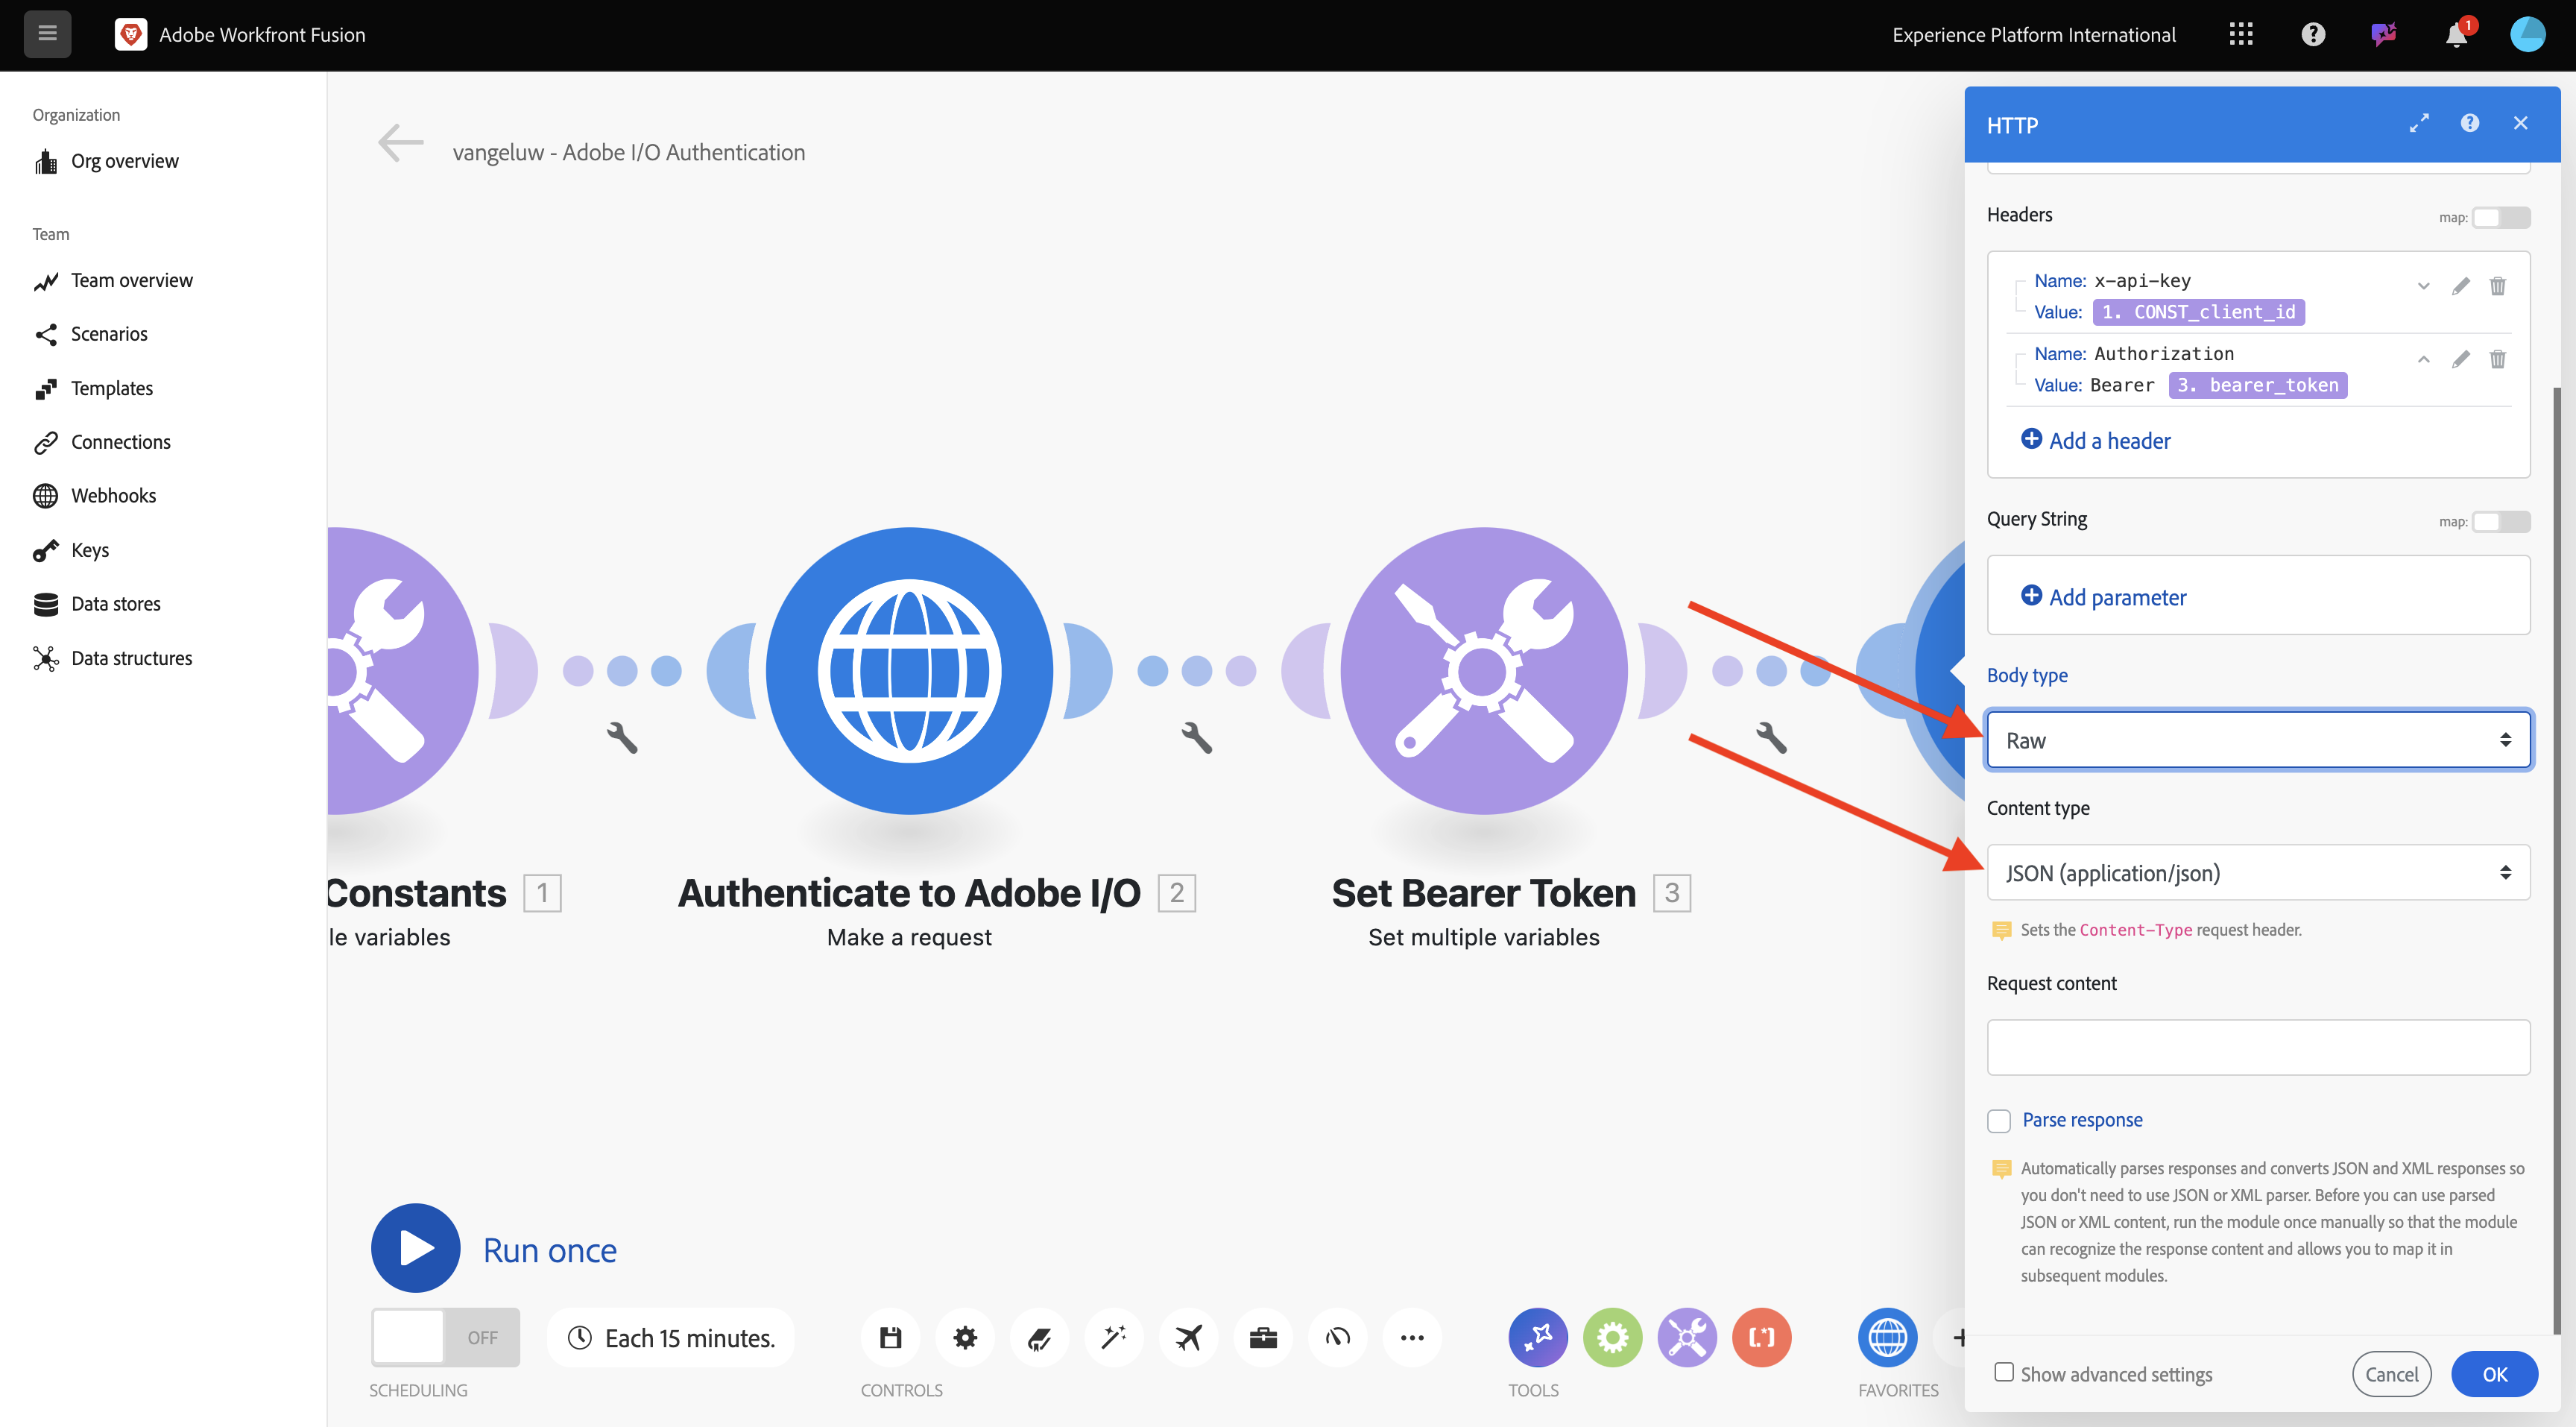 Adobe Workfront Fusion
Experience Platform International
1
Organization
Org overview
Team
Team overview
Scenarios
Templates
Connections
Webhooks
Keys
Data stores
Data structures
vangeluw - Adobe I/O Authentication
Constants 1
le variables
Authenticate to Adobe I/O 2
Make a request
Set Bearer Token 3
Set multiple variables
Run once
OFF
Each 15 minutes.
SCHEDULING
CONTROLS
TOOLS
FAVORITES
HTTP
Headers
map:
Name: x-api-key
Value: 1. CONST_client_id
Name: Authorization
Value: Bearer 3. bearer_token
Add a header
Query String
map:
Add parameter
Body type
Raw
Content type
JSON (application/json)
Sets the Content-Type request header.
Request content
Parse response
Automatically parses responses and converts JSON and XML responses so
you don't need to use JSON or XML parser. Before you can use parsed
JSON or XML content, run the module once manually so that the module
can recognize the response content and allows you to map it in
subsequent modules.
Show advanced settings
Cancel
OK